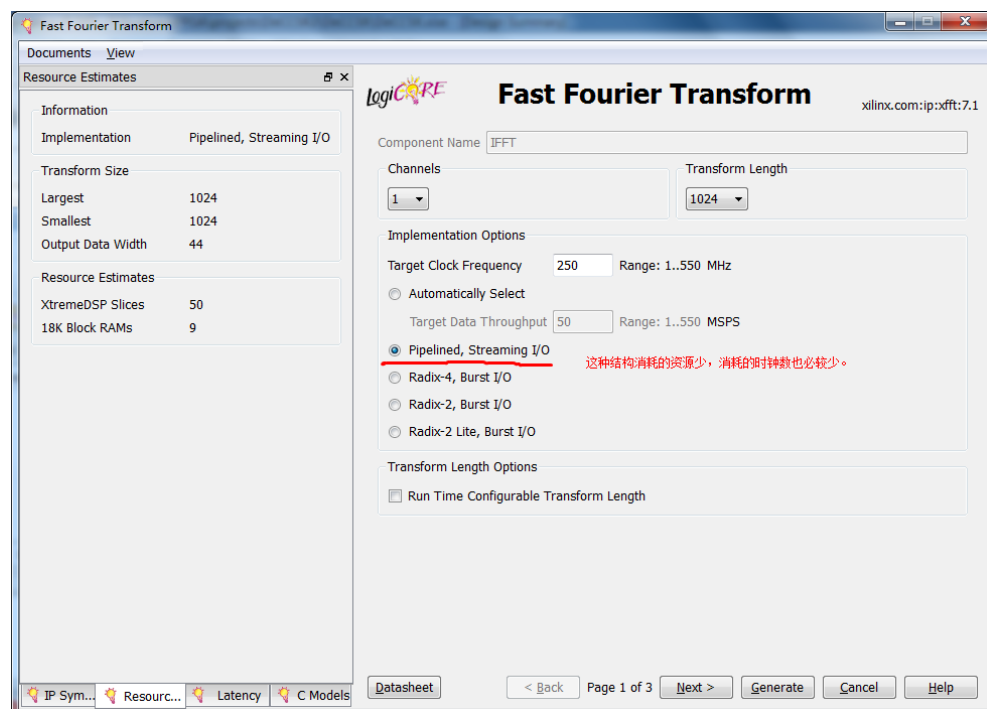 Fast Fourier Transform
Documents View
Resource Estimates
Information
Implementation Pipelined, Streaming I/O
Transform Size
Largest 1024
Smallest 1024
Output Data Width 44
Resource Estimates
XtremeDSP Slices 50
18K Block RAMs 9
IP Sym... Resourc... Latency C Models
logiCORE Fast Fourier Transform xilinx.com:ip:xfft:7.1
Component Name IFFT
Channels Transform Length
1 1024
Implementation Options
Target Clock Frequency 250 Range: 1..550 MHz
Automatically Select
Target Data Throughput 50 Range: 1..550 MSPS
Pipelined, Streaming I/O
这种结构消耗的资源少，消耗的时钟数也必较少。
Radix-4, Burst I/O
Radix-2, Burst I/O
Radix-2 Lite, Burst I/O
Transform Length Options
Run Time Configurable Transform Length
Datasheet < Back Page 1 of 3 Next > Generate Cancel Help